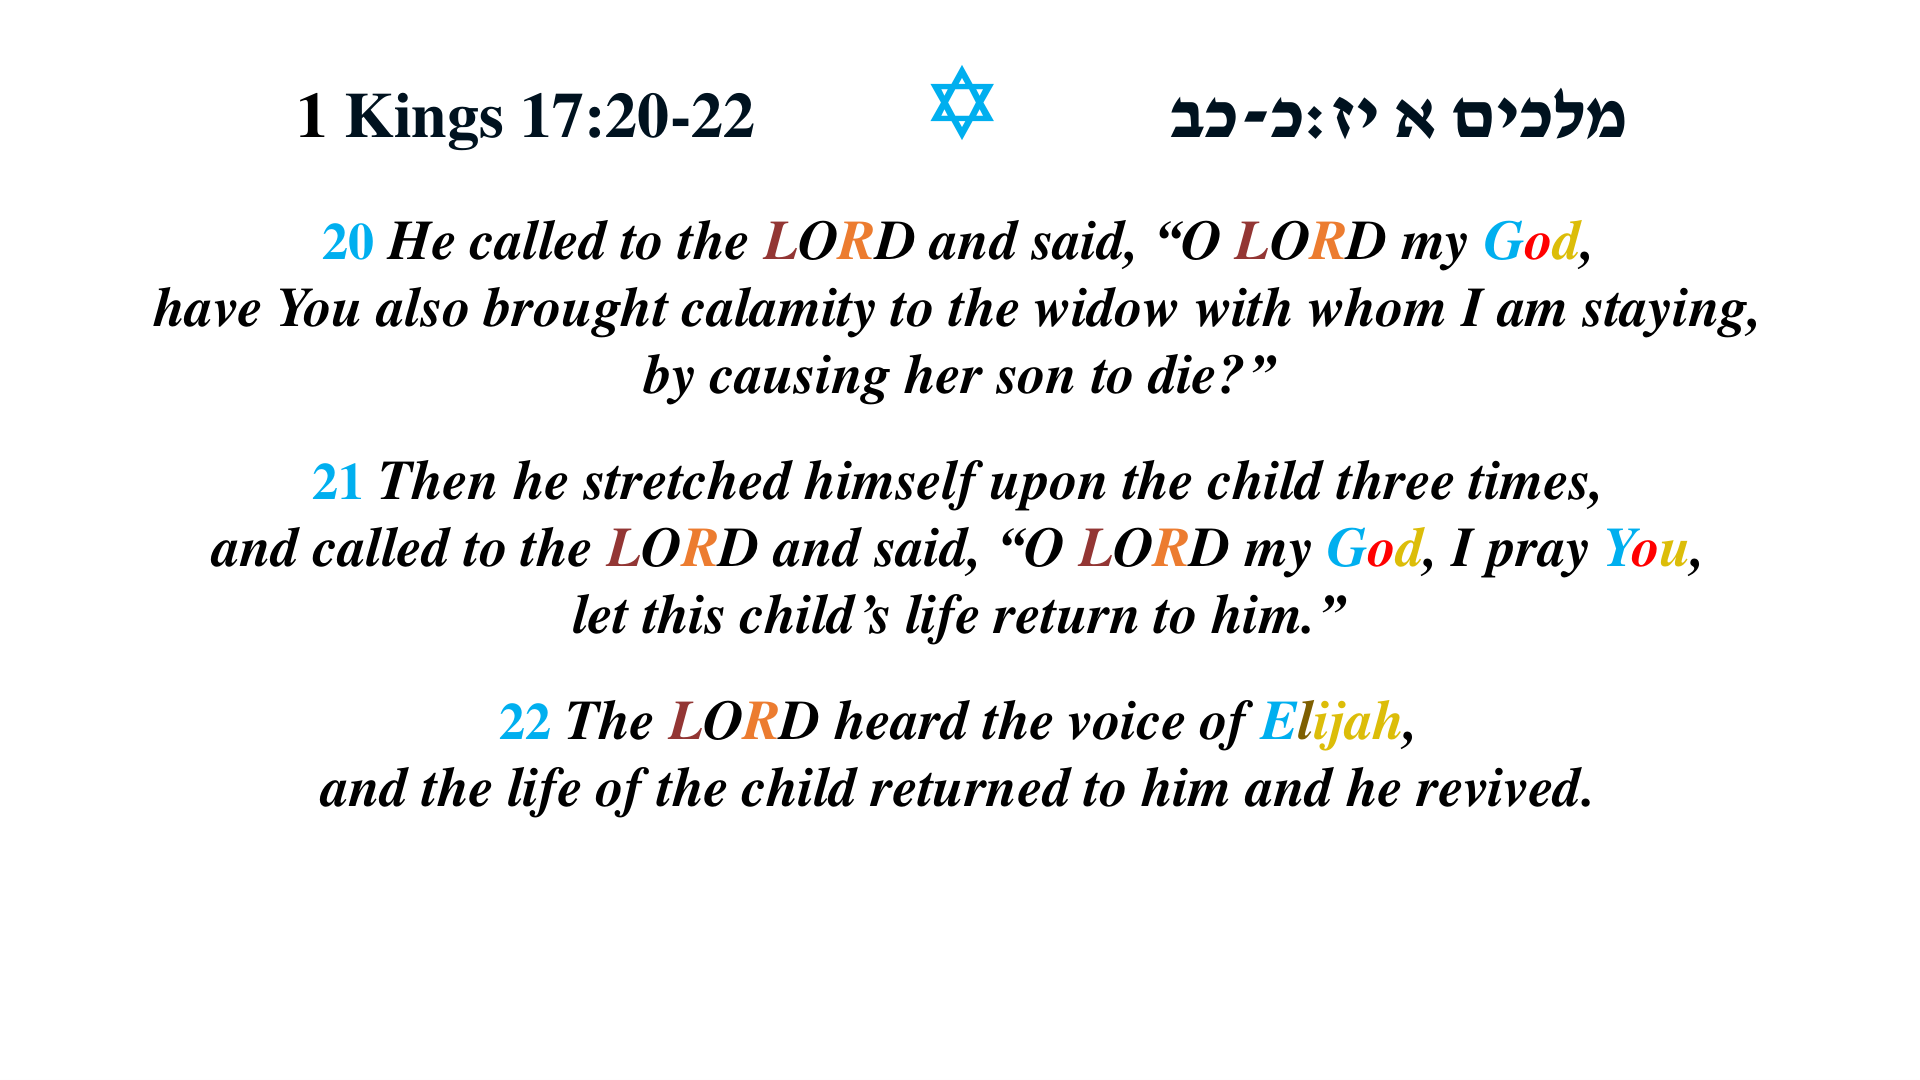 1 Kings 17:20-22 ✡ מלכים א יז:כ-כב
20 He called to the LORD and said, “O LORD my God,
have You also brought calamity to the widow with whom I am staying,
by causing her son to die?”
21 Then he stretched himself upon the child three times,
and called to the LORD and said, “O LORD my God, I pray You,
let this child’s life return to him.”
22 The LORD heard the voice of Elijah,
and the life of the child returned to him and he revived.